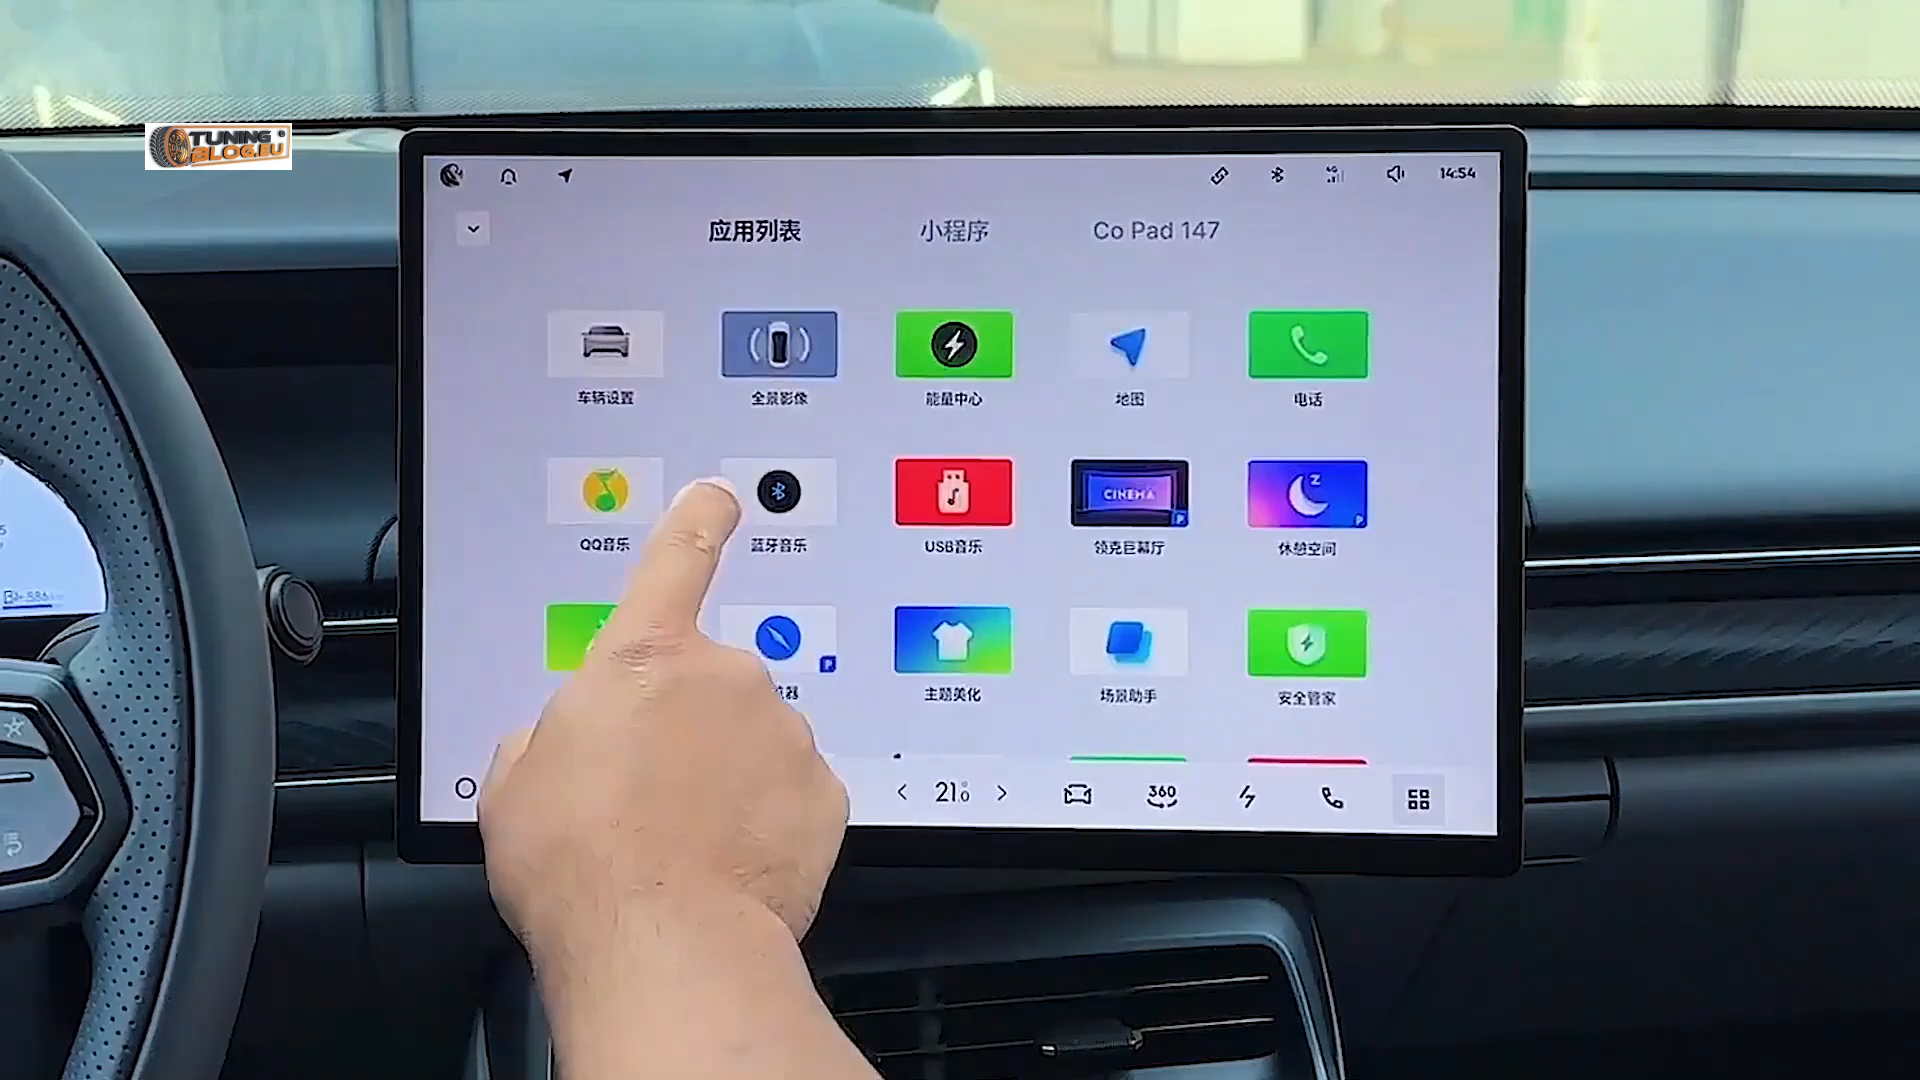 TUNING
BLOG.EU
14:54
应用列表 小程序 Co Pad 147
车辆设置 全景影像 能量中心 地图 电话
CINEMA P P
QQ音乐 蓝牙音乐 USB音乐 领克巨幕厅 休憩空间
P
器 主题美化 场景助手 安全管家
21.0 360